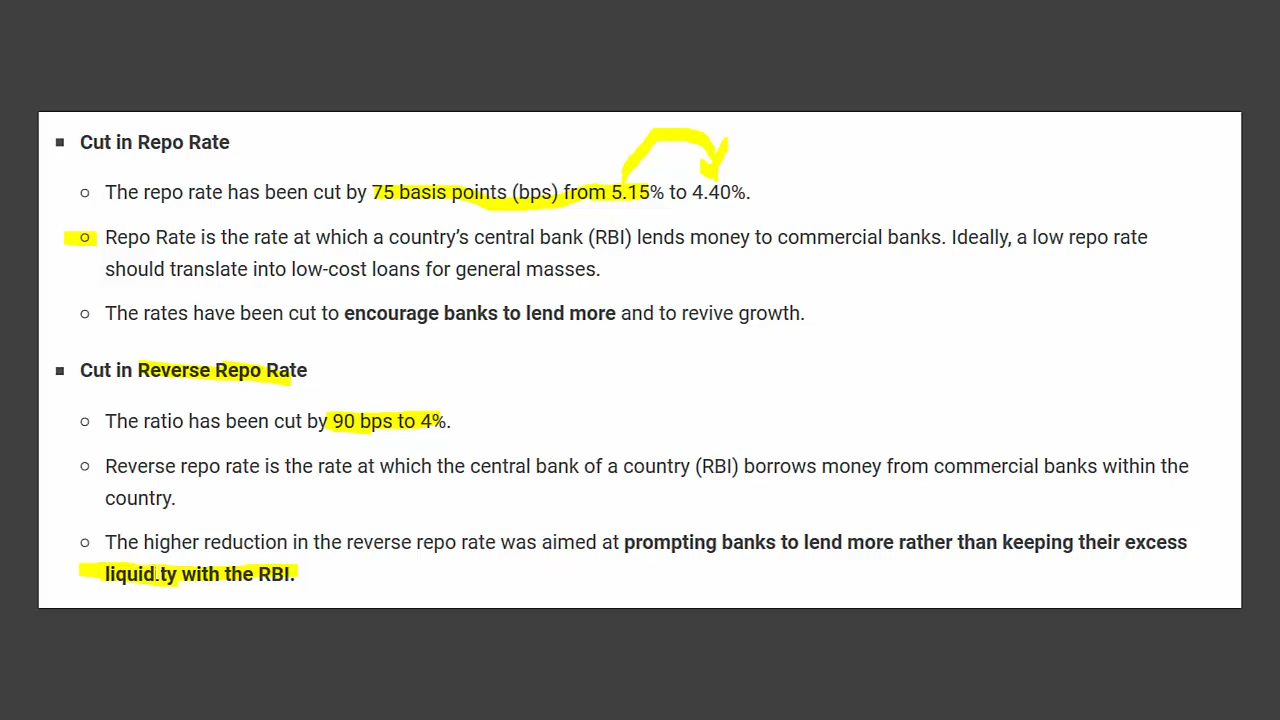 Cut in Repo Rate
The repo rate has been cut by 75 basis points (bps) from 5.15% to 4.40%.
Repo Rate is the rate at which a country’s central bank (RBI) lends money to commercial banks. Ideally, a low repo rate
should translate into low-cost loans for general masses.
The rates have been cut to encourage banks to lend more and to revive growth.
Cut in Reverse Repo Rate
The ratio has been cut by 90 bps to 4%.
Reverse repo rate is the rate at which the central bank of a country (RBI) borrows money from commercial banks within the
country.
The higher reduction in the reverse repo rate was aimed at prompting banks to lend more rather than keeping their excess
liquidity with the RBI.